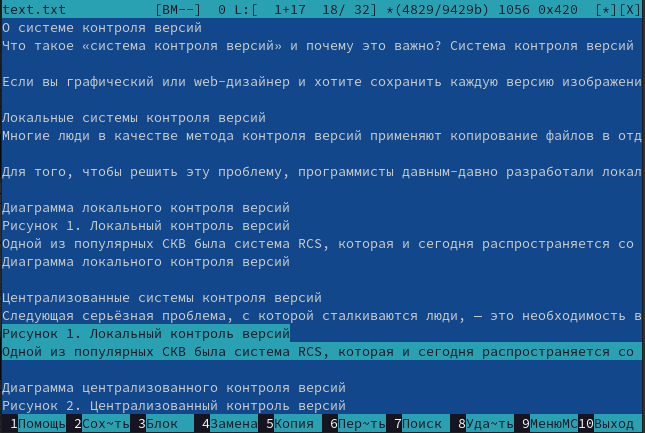 text.txt [BM--] 0 L:[ 1+17 18/ 32] *(4829/9429b) 1056 0x420 [*][X]
О системе контроля версий
Что такое «система контроля версий» и почему это важно? Система контроля версий
Если вы графический или web-дизайнер и хотите сохранить каждую версию изображени
Локальные системы контроля версий
Многие люди в качестве метода контроля версий применяют копирование файлов в отд
Для того, чтобы решить эту проблему, программисты давным-давно разработали локал
Диаграмма локального контроля версий
Рисунок 1. Локальный контроль версий
Одной из популярных СКВ была система RCS, которая и сегодня распространяется со
Диаграмма локального контроля версий
Централизованные системы контроля версий
Следующая серьёзная проблема, с которой сталкиваются люди, — это необходимость в
Рисунок 1. Локальный контроль версий
Одной из популярных СКВ была система RCS, которая и сегодня распространяется со
Диаграмма централизованного контроля версий
Рисунок 2. Централизованный контроль версий
1Помощь 2Сох~ть 3Блок 4Замена 5Копия 6Пер~ть 7Поиск 8Уда~ть 9МенюMC 10Выход